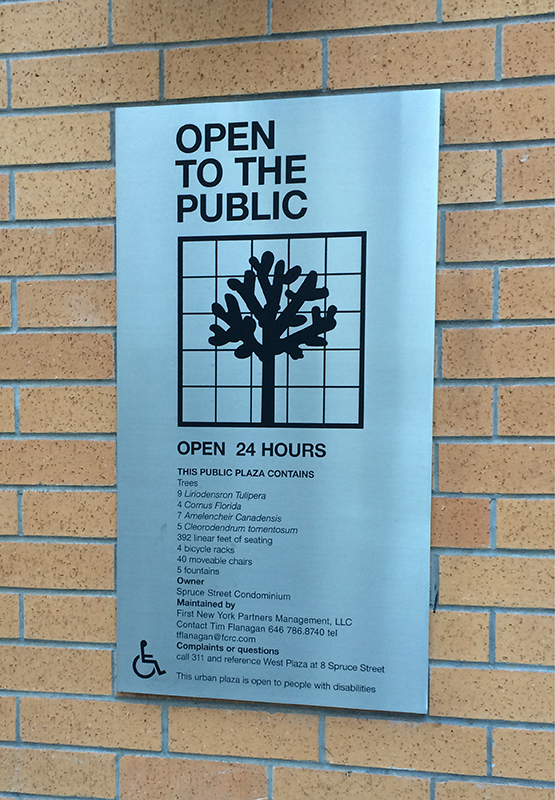 OPEN
TO THE
PUBLIC
OPEN 24 HOURS
THIS PUBLIC PLAZA CONTAINS
Trees
9 Liriodensron Tulipera
4 Cornus Florida
7 Amelencheir Canadensis
5 Cleorodendrum tomentosum
392 linear feet of seating
4 bicycle racks
40 moveable chairs
5 fountains
Owner
Spruce Street Condominium
Maintained by
First New York Partners Management, LLC
Contact Tim Flanagan 646 786.8740 tel
tflanagan@fcrc.com
Complaints or questions
call 311 and reference West Plaza at 8 Spruce Street
This urban plaza is open to people with disabilities